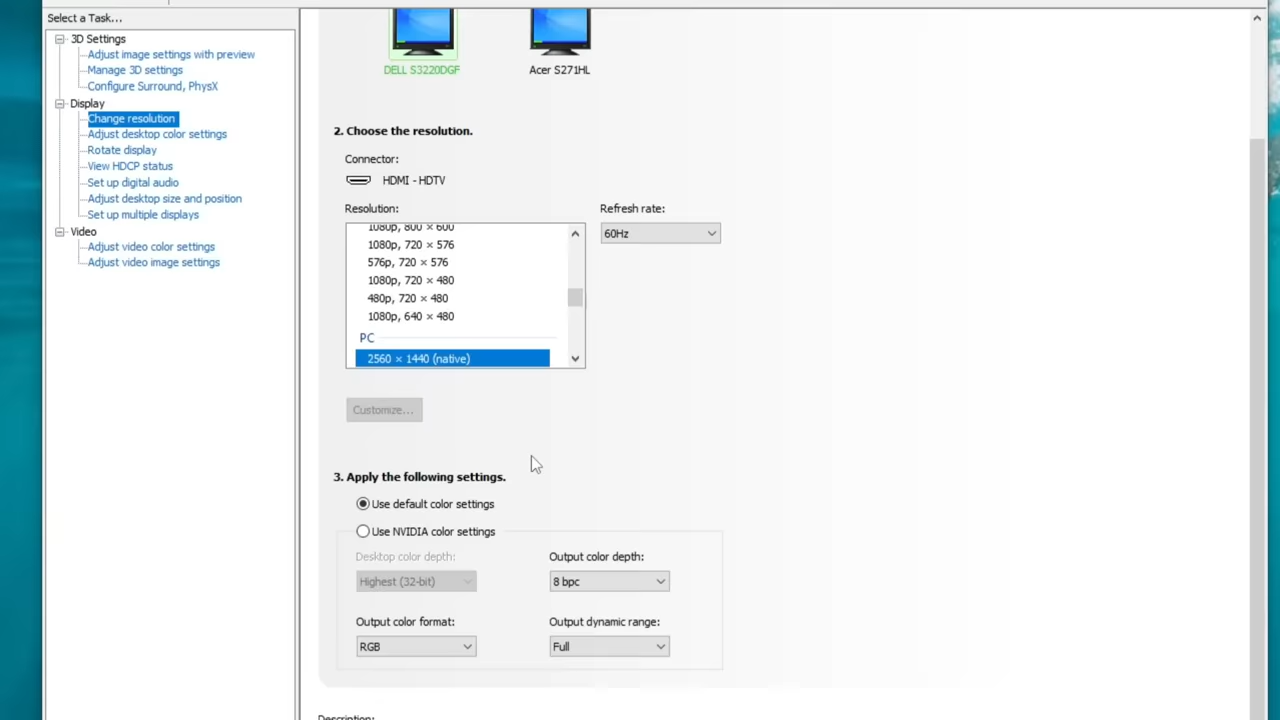 Select a Task...
3D Settings
Adjust image settings with preview
Manage 3D settings
Configure Surround, PhysX
Display
Change resolution
Adjust desktop color settings
Rotate display
View HDCP status
Set up digital audio
Adjust desktop size and position
Set up multiple displays
Video
Adjust video color settings
Adjust video image settings
DELL S3220DGF
Acer S271HL
2. Choose the resolution.
Connector:
HDMI - HDTV
Resolution:
Refresh rate:
1080p, 800 × 600
60Hz
1080p, 720 × 576
576p, 720 × 576
1080p, 720 × 480
480p, 720 × 480
1080p, 640 × 480
PC
2560 × 1440 (native)
Customize...
3. Apply the following settings.
Use default color settings
Use NVIDIA color settings
Desktop color depth:
Output color depth:
Highest (32-bit)
8 bpc
Output color format:
Output dynamic range:
RGB
Full
Description: